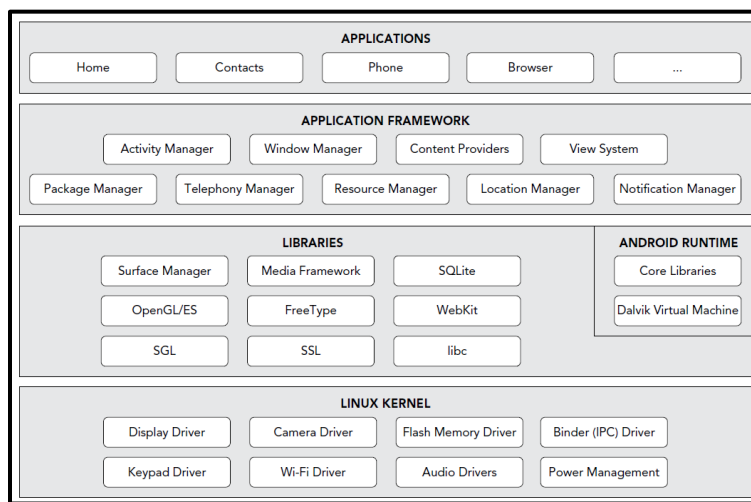 APPLICATIONS
Home Contacts Phone Browser ...
APPLICATION FRAMEWORK
Activity Manager Window Manager Content Providers View System
Package Manager Telephony Manager Resource Manager Location Manager Notification Manager
LIBRARIES
Surface Manager Media Framework SQLite
OpenGL/ES FreeType WebKit
SGL SSL libc
ANDROID RUNTIME
Core Libraries
Dalvik Virtual Machine
LINUX KERNEL
Display Driver Camera Driver Flash Memory Driver Binder (IPC) Driver
Keypad Driver Wi-Fi Driver Audio Drivers Power Management